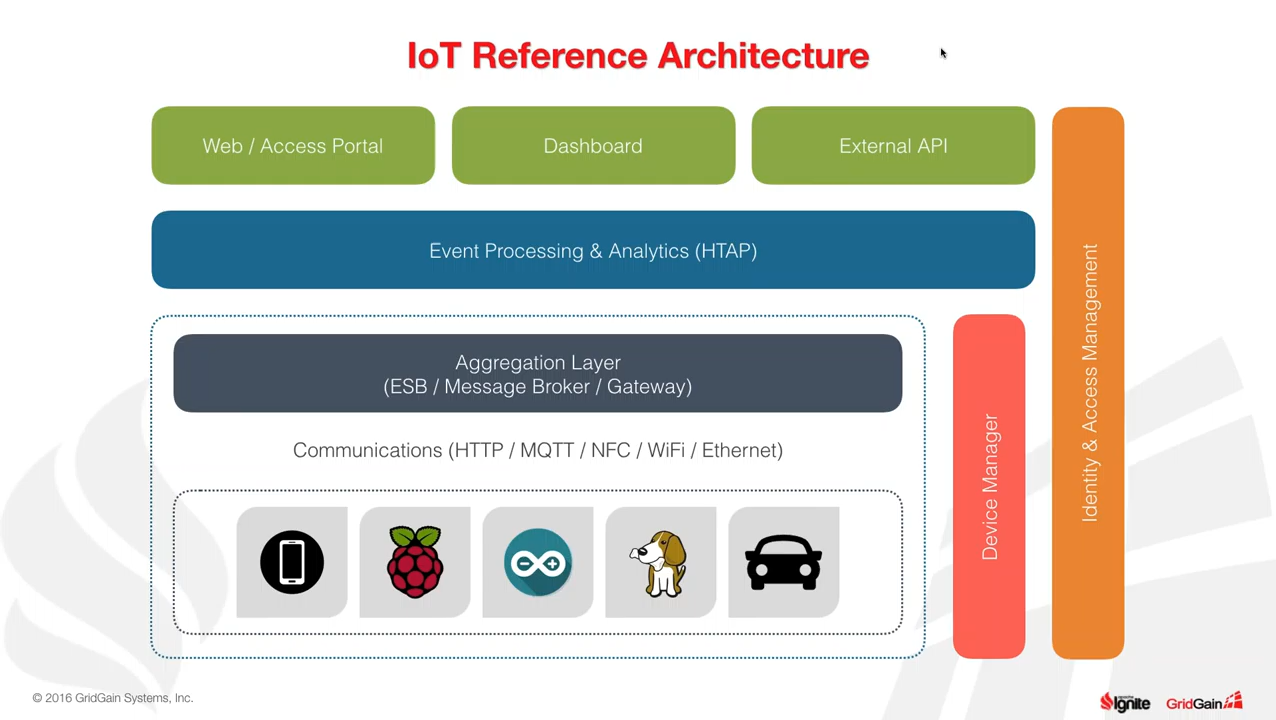 IoT Reference Architecture
Web / Access Portal
Dashboard
External API
Event Processing & Analytics (HTAP)
Aggregation Layer
(ESB / Message Broker / Gateway)
Communications (HTTP / MQTT / NFC / WiFi / Ethernet)
Device Manager
Identity & Access Management
© 2016 GridGain Systems, Inc.
Ignite
GridGain